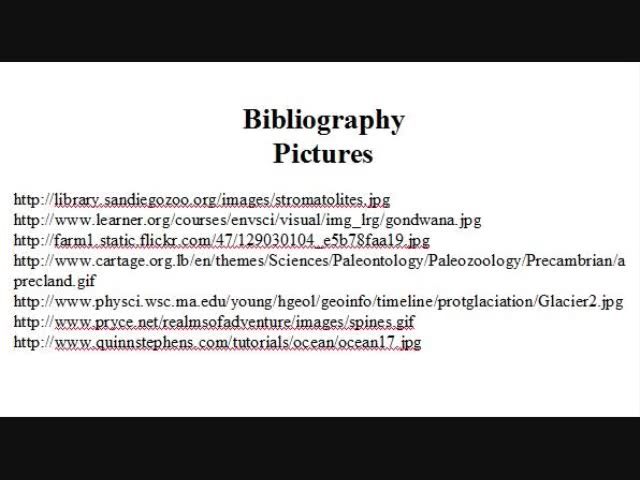 Bibliography
Pictures
http://library.sandiegozoo.org/images/stromatolites.jpg
http://www.learner.org/courses/envsci/visual/img_lrg/gondwana.jpg
http://farm1.static.flickr.com/47/129030104_e5b78faa19.jpg
http://www.cartage.org.lb/en/themes/Sciences/Paleontology/Paleozoology/Precambrian/a
precland.gif
http://www.physci.wsc.ma.edu/young/hgeol/geoinfo/timeline/protglaciation/Glacier2.jpg
http://www.pryce.net/realmsofadventure/images/spines.gif
http://www.quinnstephens.com/tutorials/ocean/ocean17.jpg